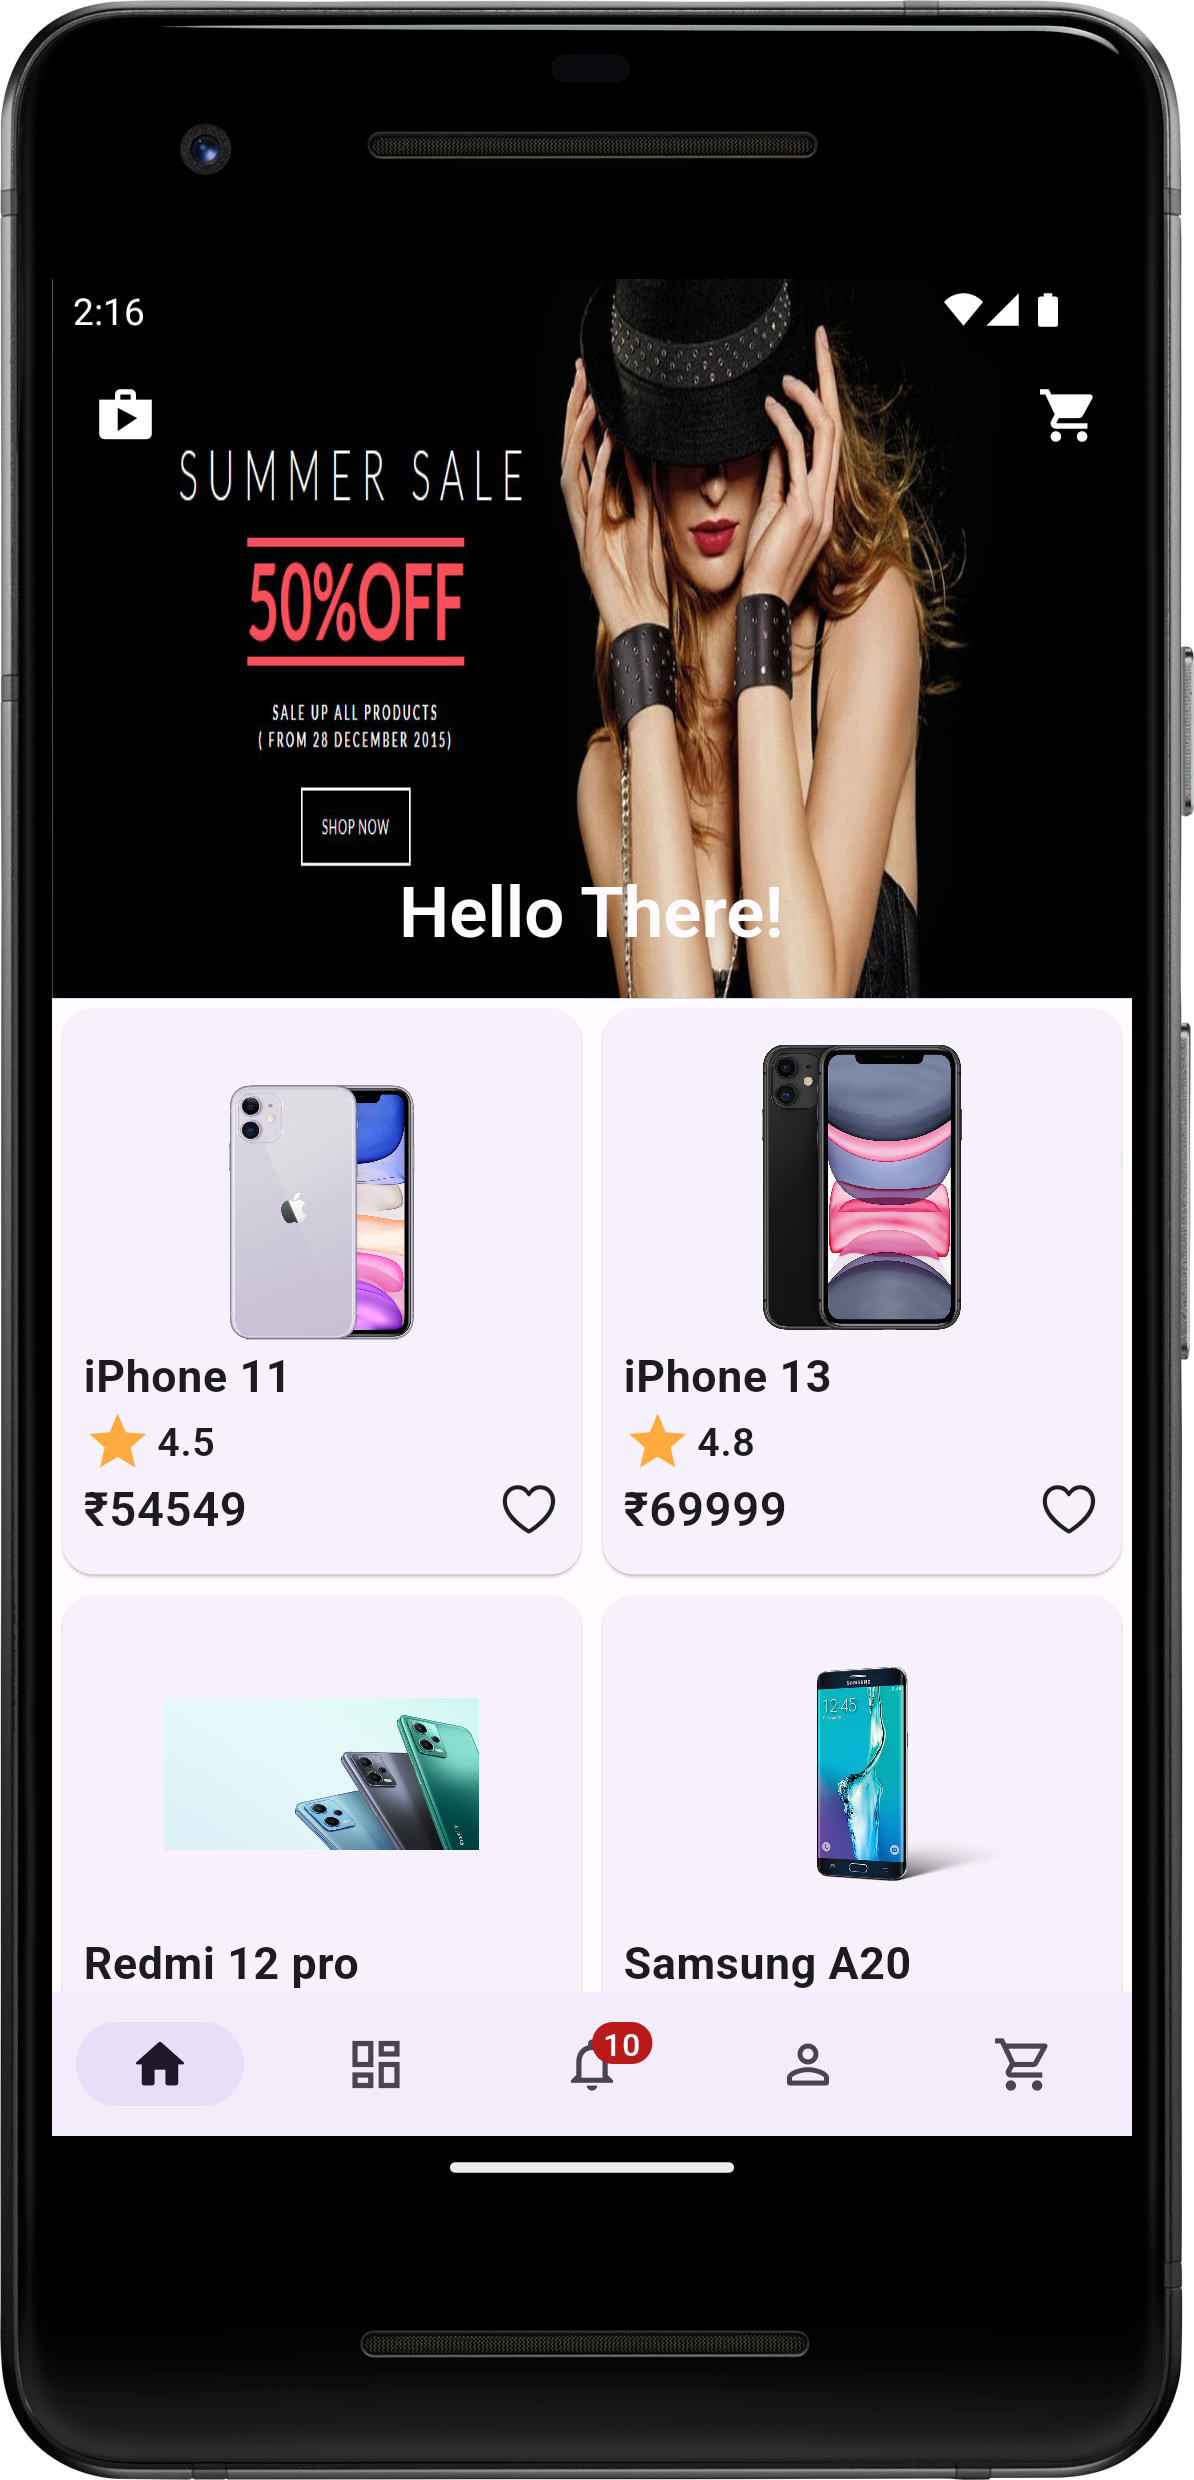 2:16
SUMMER SALE
50%OFF
SALE UP ALL PRODUCTS
( FROM 28 DECEMBER 2015)
SHOP NOW
Hello There!
iPhone 11
4.5
₹54549
iPhone 13
4.8
₹69999
Redmi 12 pro
SAMSUNG
12:45
Samsung A20
10